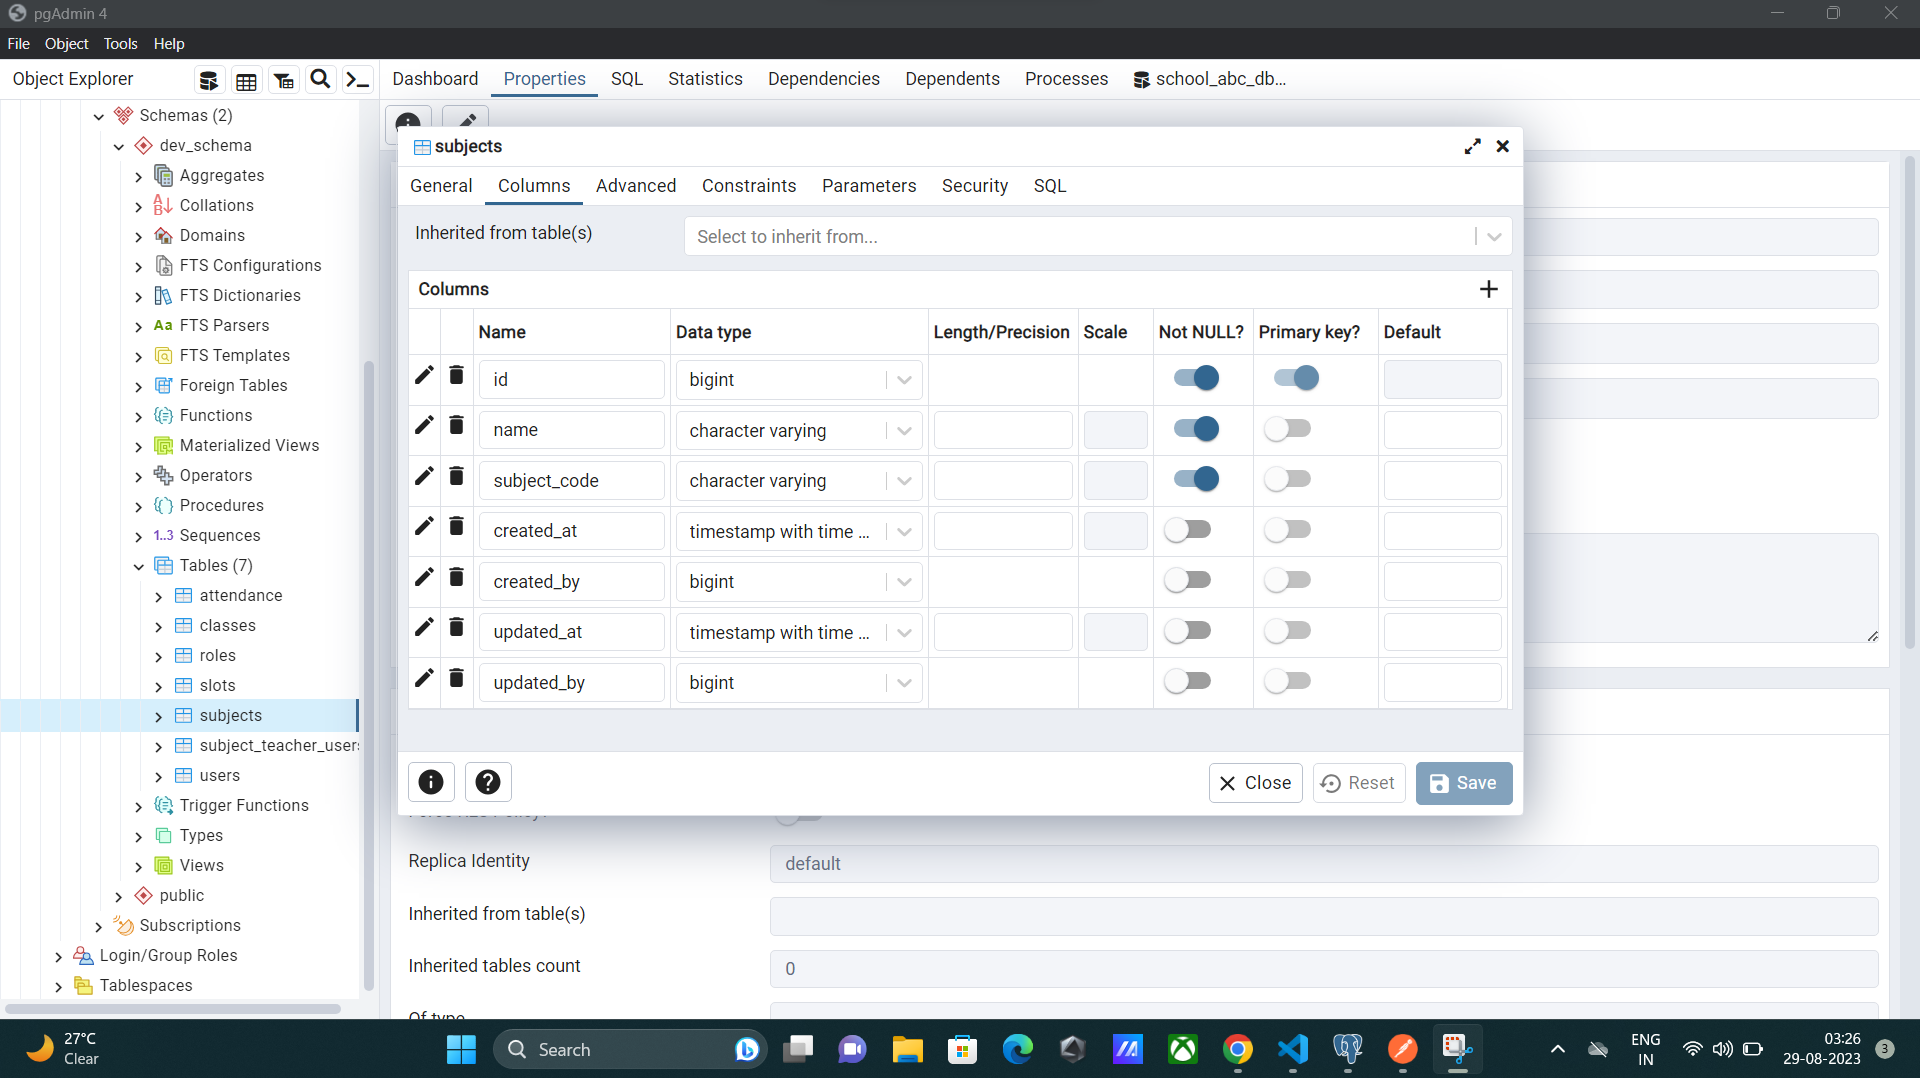 pgAdmin 4
File Object Tools Help
Object Explorer
Dashboard Properties SQL Statistics Dependencies Dependents Processes school_abc_db...
Schemas (2)
dev_schema
Aggregates
Collations
Domains
FTS Configurations
FTS Dictionaries
Aa FTS Parsers
FTS Templates
Foreign Tables
Functions
Materialized Views
Operators
Procedures
1..3 Sequences
Tables (7)
attendance
classes
roles
slots
subjects
subject_teacher_user
users
Trigger Functions
Types
Views
public
Subscriptions
Login/Group Roles
Tablespaces
subjects
General Columns Advanced Constraints Parameters Security SQL
Inherited from table(s) Select to inherit from...
Columns
Name Data type Length/Precision Scale Not NULL? Primary key? Default
id bigint
name character varying
subject_code character varying
created_at timestamp with time ...
created_by bigint
updated_at timestamp with time ...
updated_by bigint
Close Reset Save
Replica Identity default
Inherited from table(s)
Inherited tables count 0
Of type
27°C
Clear
Search
ENG
IN
03:26
29-08-2023
3